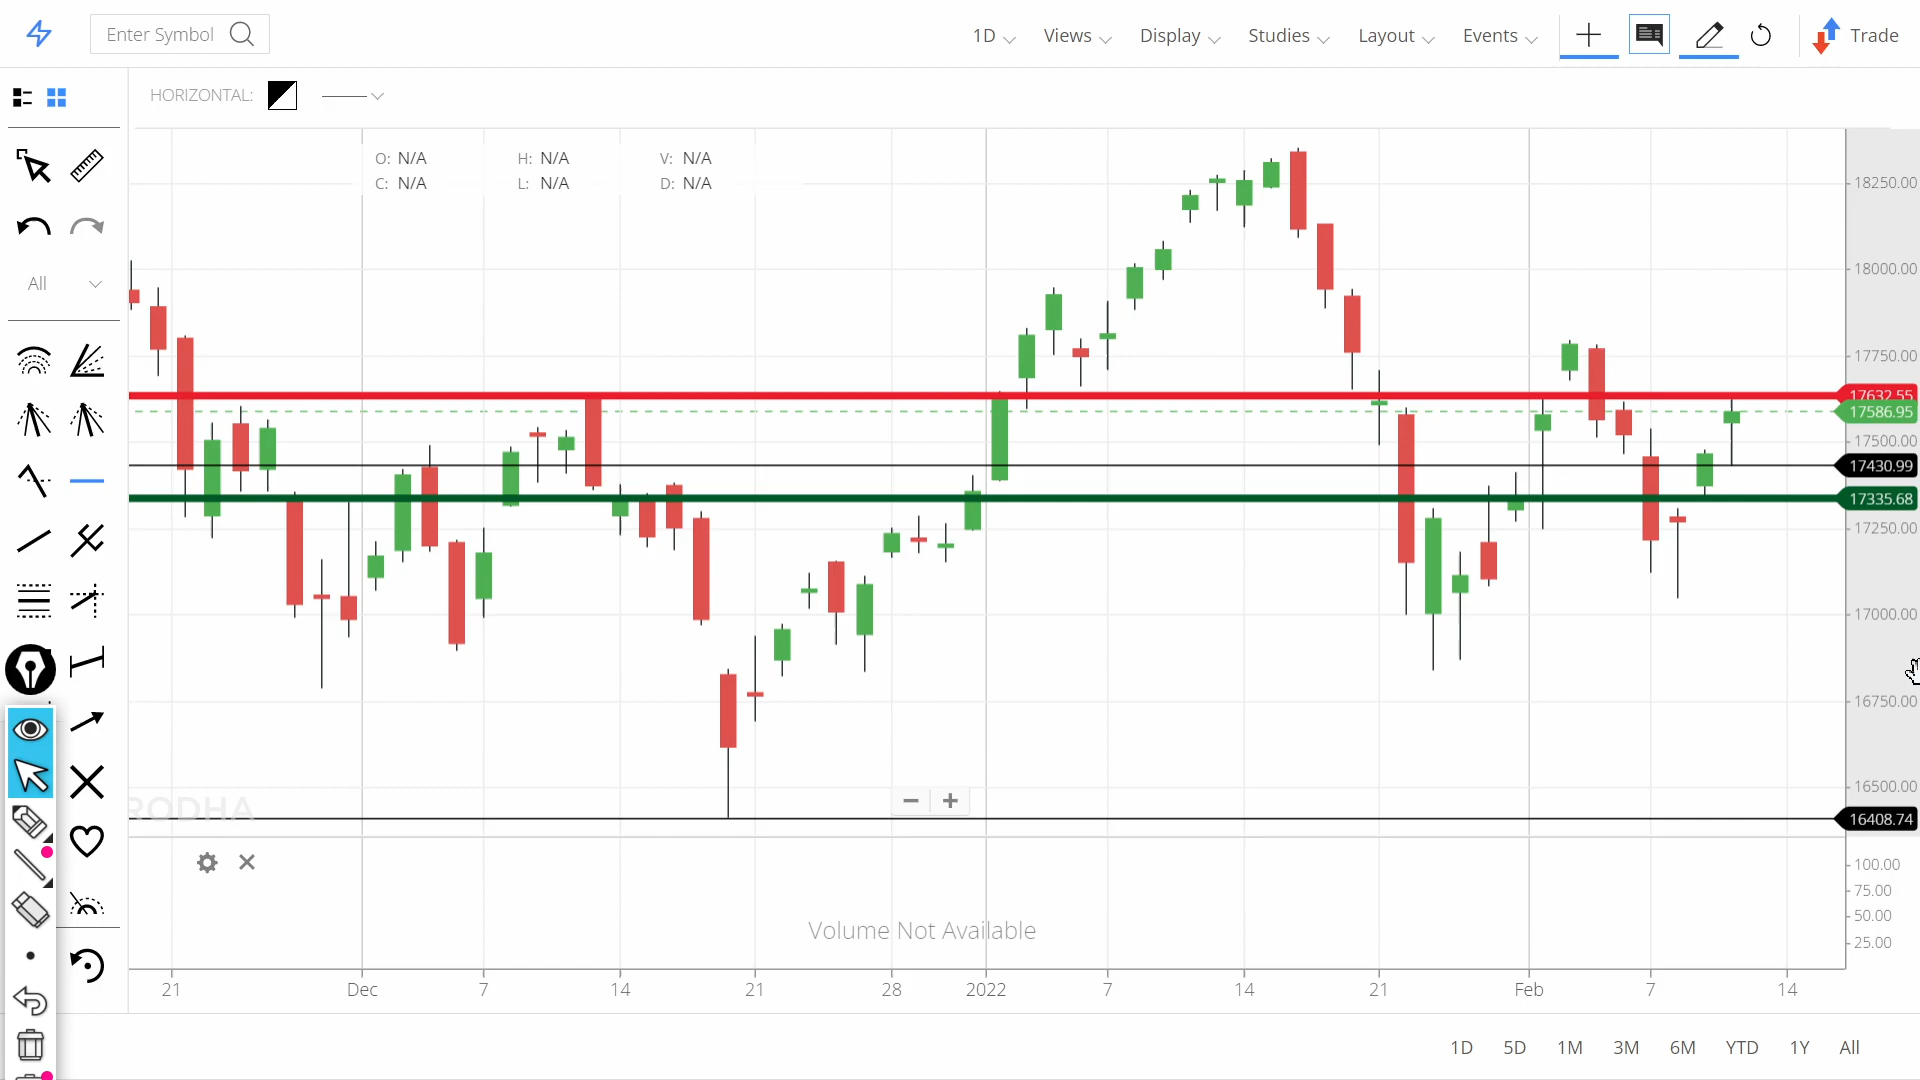 Enter Symbol
1D Views Display Studies Layout Events Trade
HORIZONTAL:
O: N/A H: N/A V: N/A
C: N/A L: N/A D: N/A
All
18250.00
18000.00
17750.00
17632.55
17586.95
17500.00
17430.99
17335.68
17250.00
17000.00
16750.00
16500.00
RODHA
16408.74
100.00
75.00
50.00
25.00
Volume Not Available
21 Dec 7 14 21 28 2022 7 14 21 Feb 7 14
1D 5D 1M 3M 6M YTD 1Y All